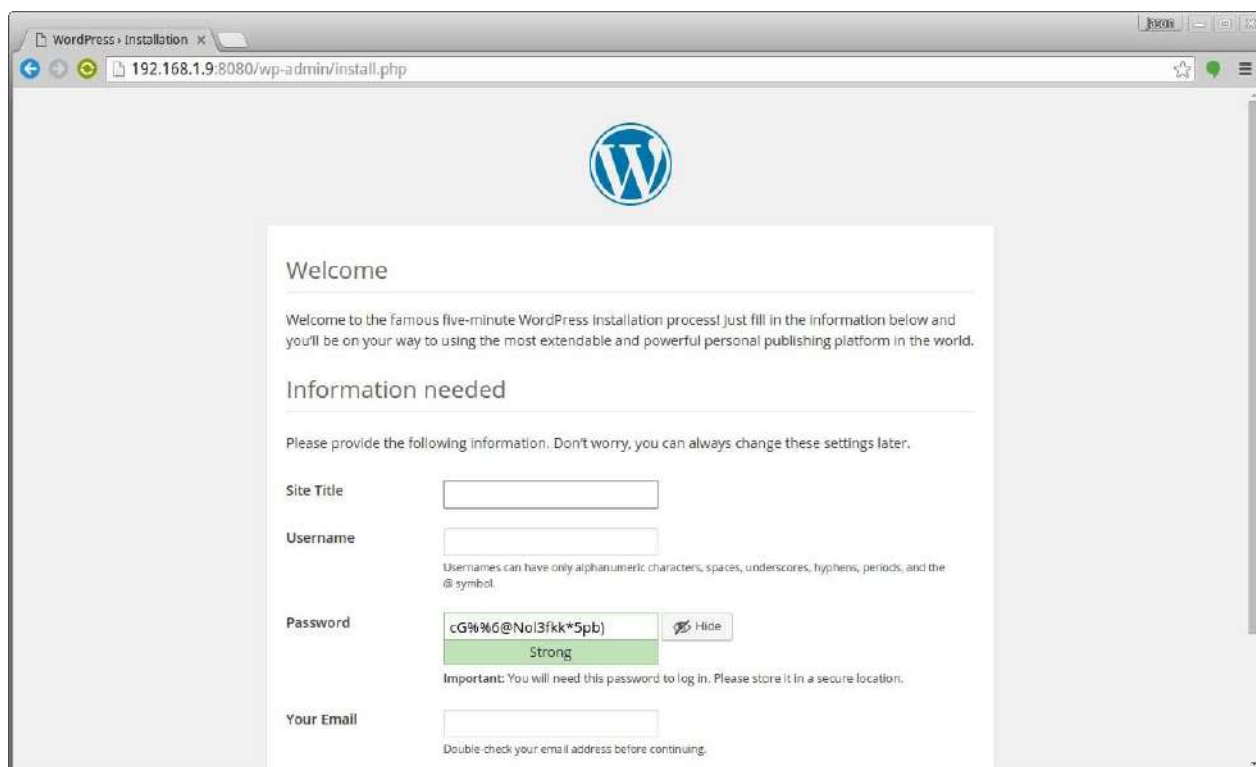 Jason
WordPress › Installation
192.168.1.9:8080/wp-admin/install.php
Welcome
Welcome to the famous five-minute WordPress installation process! Just fill in the information below and
you'll be on your way to using the most extendable and powerful personal publishing platform in the world.
Information needed
Please provide the following information. Don't worry, you can always change these settings later.
Site Title
Username
Usernames can have only alphanumeric characters, spaces, underscores, hyphens, periods, and the
@ symbol.
Password
cG%%6@Nol3fkk*5pb)
Hide
Strong
Important: You will need this password to log in. Please store it in a secure location.
Your Email
Double-check your email address before continuing.